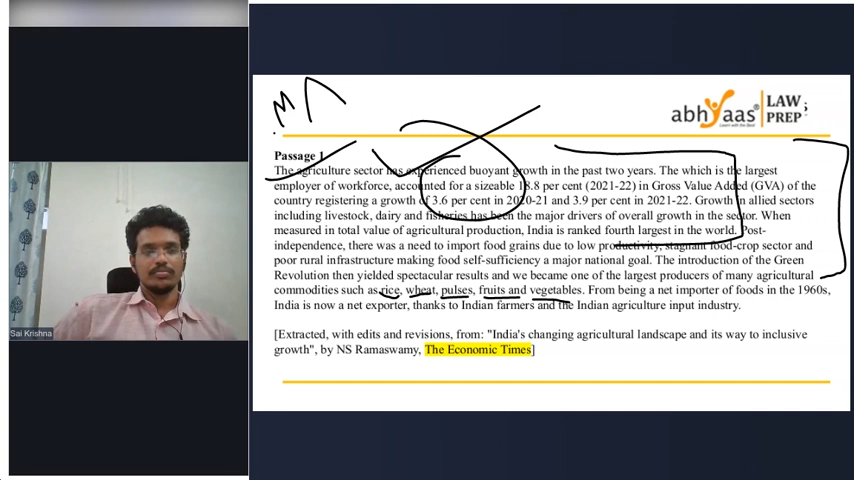 abhyaas LAW PREP
Passage 1
The agriculture sector has experienced buoyant growth in the past two years. The which is the largest
employer of workforce, accounted for a sizeable 18.8 per cent (2021-22) in Gross Value Added (GVA) of the
country registering a growth of 3.6 per cent in 2020-21 and 3.9 per cent in 2021-22. Growth in allied sectors
including livestock, dairy and fisheries has been the major drivers of overall growth in the sector. When
measured in total value of agricultural production, India is ranked fourth largest in the world. Post-
independence, there was a need to import food grains due to low productivity, stagnant food-crop sector and
poor rural infrastructure making food self-sufficiency a major national goal. The introduction of the Green
Revolution then yielded spectacular results and we became one of the largest producers of many agricultural
commodities such as rice, wheat, pulses, fruits and vegetables. From being a net importer of foods in the 1960s,
India is now a net exporter, thanks to Indian farmers and the Indian agriculture input industry.
[Extracted, with edits and revisions, from: "India's changing agricultural landscape and its way to inclusive
growth", by NS Ramaswamy, The Economic Times]
Sai Krishna